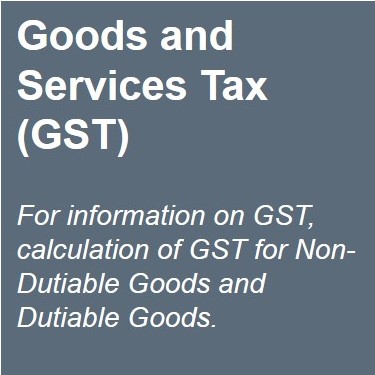 Goods and
Services Tax
(GST)
For information on GST,
calculation of GST for Non-
Dutiable Goods and
Dutiable Goods.